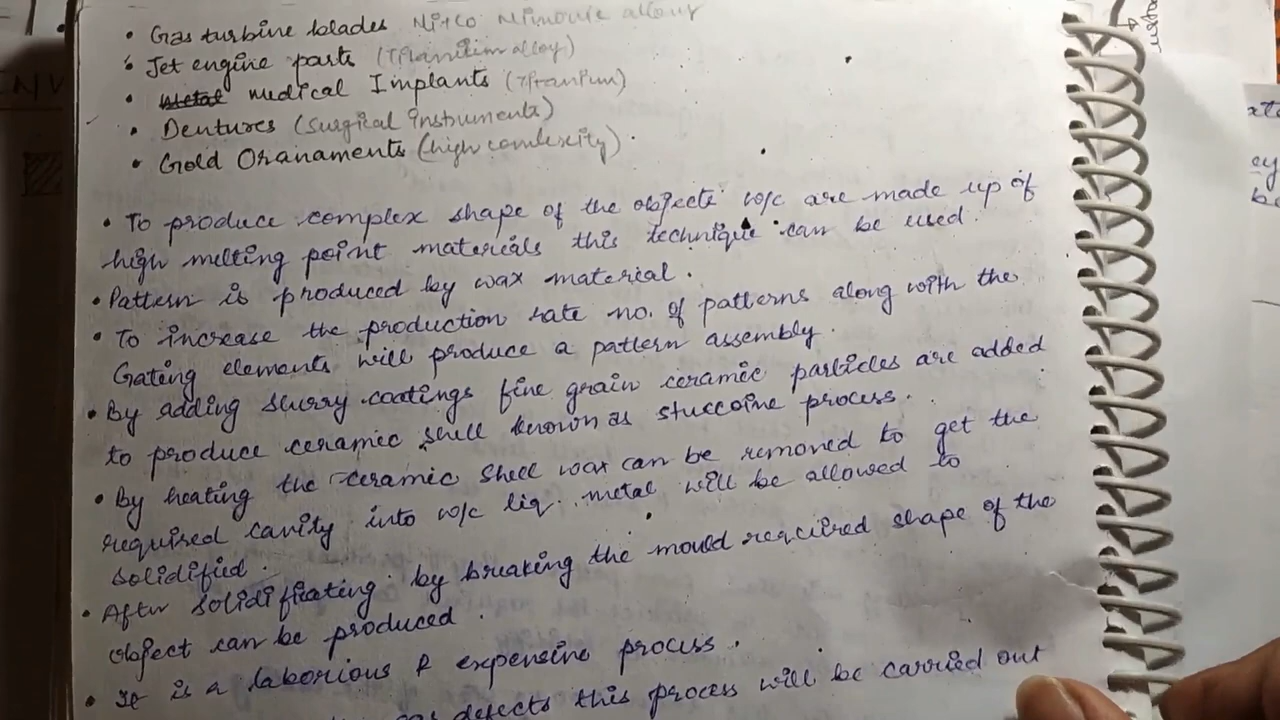 • Gas turbine blades Ni+Co Nimonic alloy
• Jet engine parts (Titanium alloy)
• Metal medical Implants (Titanium)
• Dentures (Surgical instruments)
• Gold Oranaments (high comlexity).
• To produce complex shape of the objects w/c are made up of
high melting point materials this technique can be used.
• Pattern is produced by wax material.
• To increase the production rate no. of patterns along with the
Gating elements will produce a pattern assembly.
• By adding slurry coatings fine grain ceramic particles are added
to produce ceramic shell known as stuccoine process.
• By heating the ceramic shell wax can be removed to get the
required cavity into w/c liq. metal will be allowed to
solidified.
• After solidificating by breaking the mould required shape of the
object can be produced.
• It is a laborious & expensine process.
defects this process will be carried out